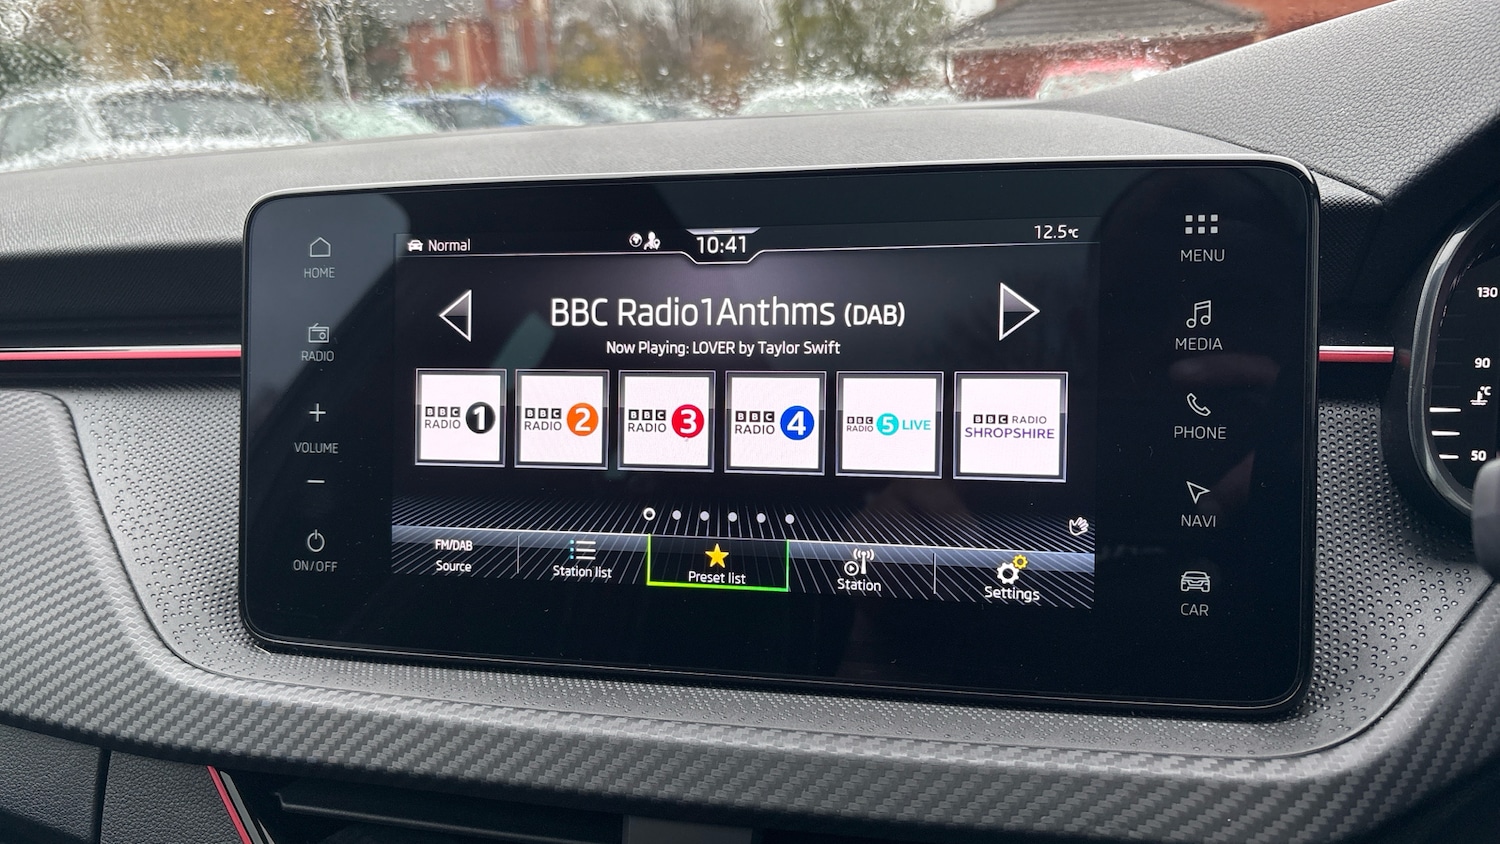 HOME
RADIO
+
VOLUME
−
ON/OFF
Normal
10:41
12.5°C
BBC Radio1Anthms (DAB)
Now Playing: LOVER by Taylor Swift
BBC
RADIO 1
BBC
RADIO 2
BBC
RADIO 3
BBC
RADIO 4
BBC
RADIO 5 LIVE
BBC RADIO
SHROPSHIRE
FM/DAB
Source
Station list
Preset list
Station
Settings
MENU
MEDIA
PHONE
NAVI
CAR
130
90
°C
50